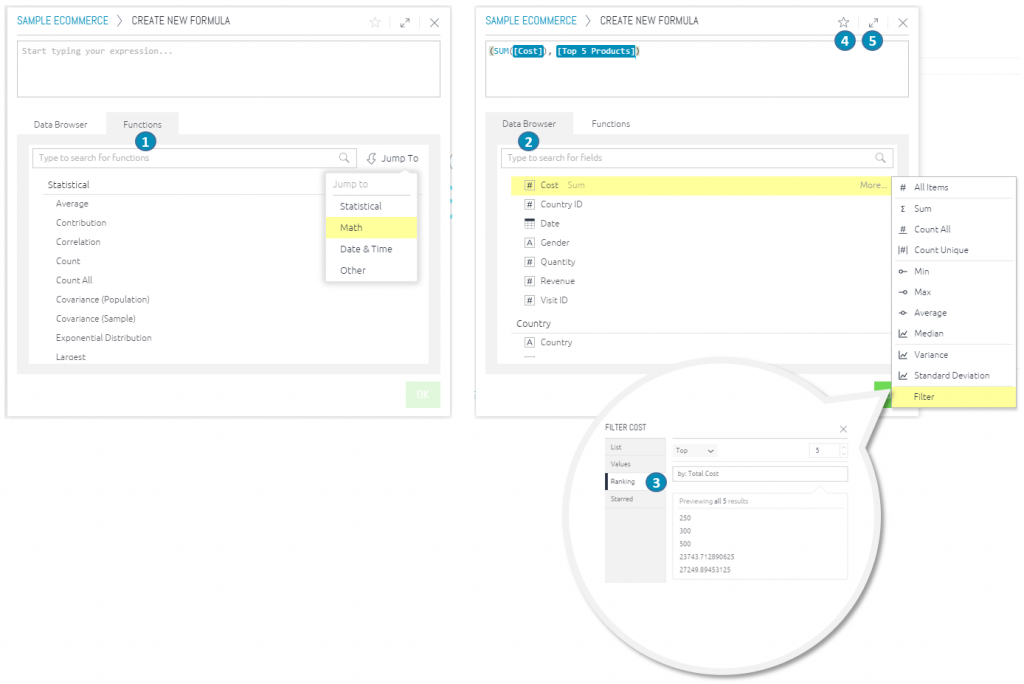 SAMPLE ECOMMERCE > CREATE NEW FORMULA
Start typing your expression...
Data Browser
Functions
1
Type to search for functions
Jump To
Jump to
Statistical
Math
Date & Time
Other
Statistical
Average
Contribution
Correlation
Count
Count All
Covariance (Population)
Covariance (Sample)
Exponential Distribution
Largest
OK
SAMPLE ECOMMERCE > CREATE NEW FORMULA
4
5
(SUM([Cost]), [Top 5 Products])
Data Browser
Functions
2
Type to search for fields
# Cost Sum More...
# Country ID
Date
A Gender
# Quantity
# Revenue
# Visit ID
Country
A Country
# All Items
Σ Sum
# Count All
|#| Count Unique
Min
Max
Average
Median
Variance
Standard Deviation
Filter
FILTER COST
List
Values
Ranking
Starred
3
Top
5
by: Total Cost
Previewing all 5 results
250
300
500
23743.712890625
27249.89453125